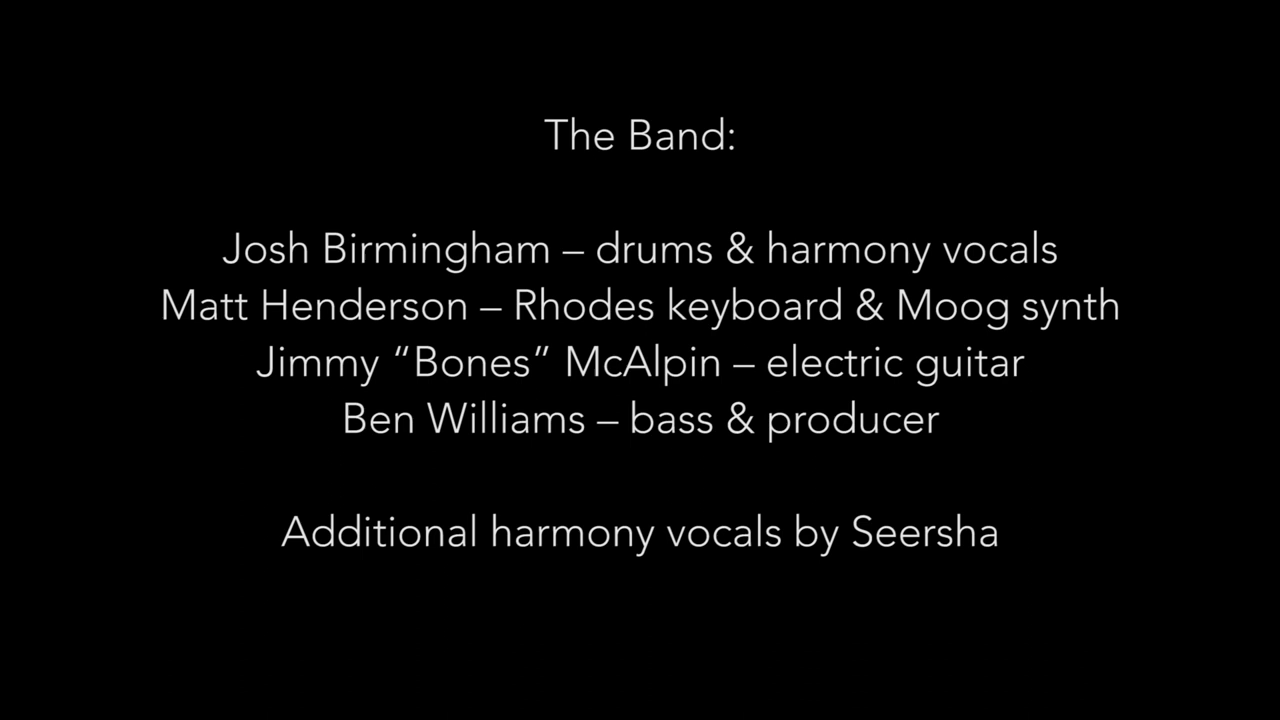 The Band:
Josh Birmingham – drums & harmony vocals
Matt Henderson – Rhodes keyboard & Moog synth
Jimmy “Bones” McAlpin – electric guitar
Ben Williams – bass & producer
Additional harmony vocals by Seersha